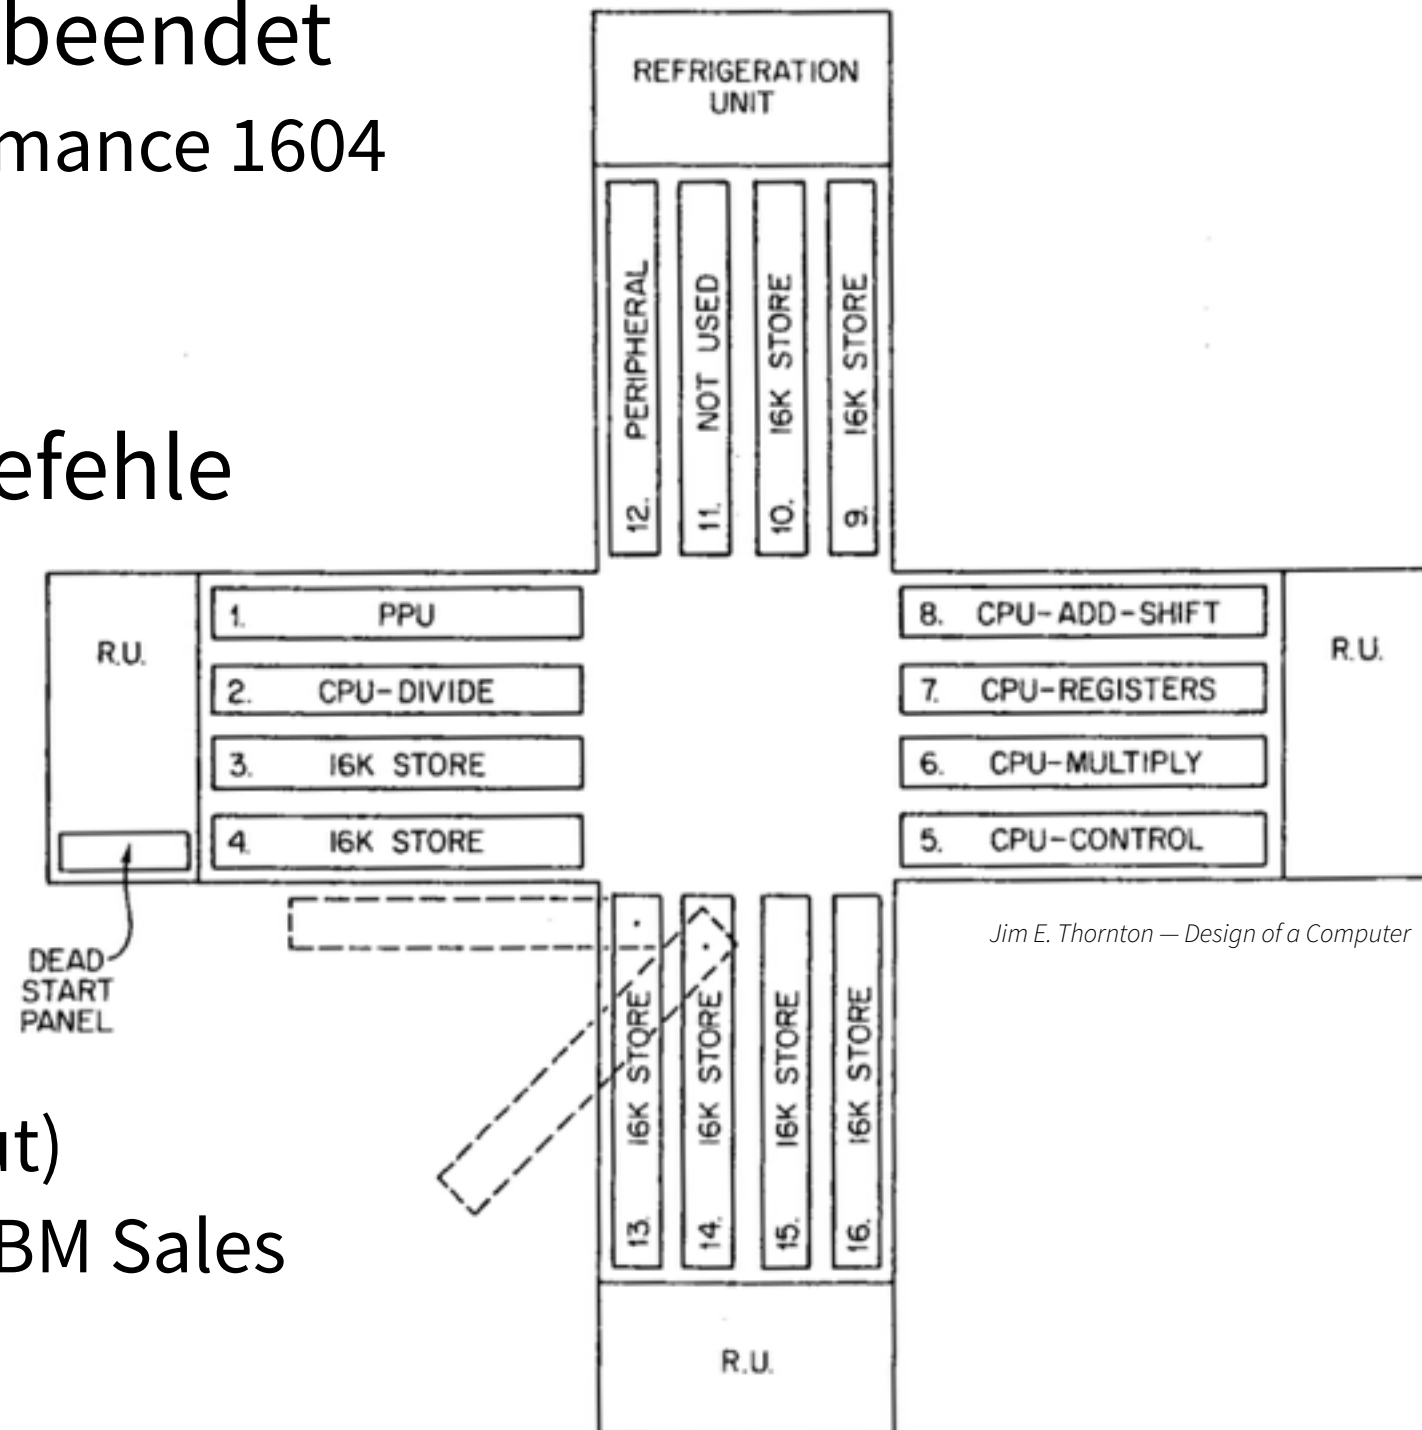 beendet
mance 1604
efehle
ut)
BM Sales
REFRIGERATION
UNIT
12. PERIPHERAL
11. NOT USED
10. 16K STORE
9. 16K STORE
R.U.
1. PPU
2. CPU-DIVIDE
3. 16K STORE
4. 16K STORE
8. CPU-ADD-SHIFT
7. CPU-REGISTERS
6. CPU-MULTIPLY
5. CPU-CONTROL
R.U.
DEAD
START
PANEL
Jim E. Thornton — Design of a Computer
13. 16K STORE
14. 16K STORE
15. 16K STORE
16. 16K STORE
R.U.